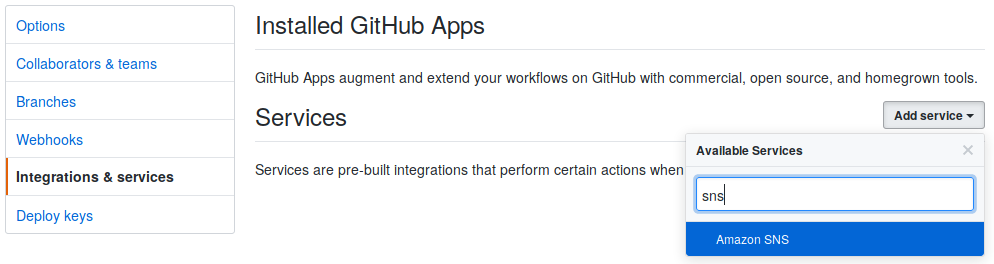 Options
Collaborators & teams
Branches
Webhooks
Integrations & services
Deploy keys
Installed GitHub Apps
GitHub Apps augment and extend your workflows on GitHub with commercial, open source, and homegrown tools.
Services
Add service
Services are pre-built integrations that perform certain actions when
Available Services
sns
Amazon SNS